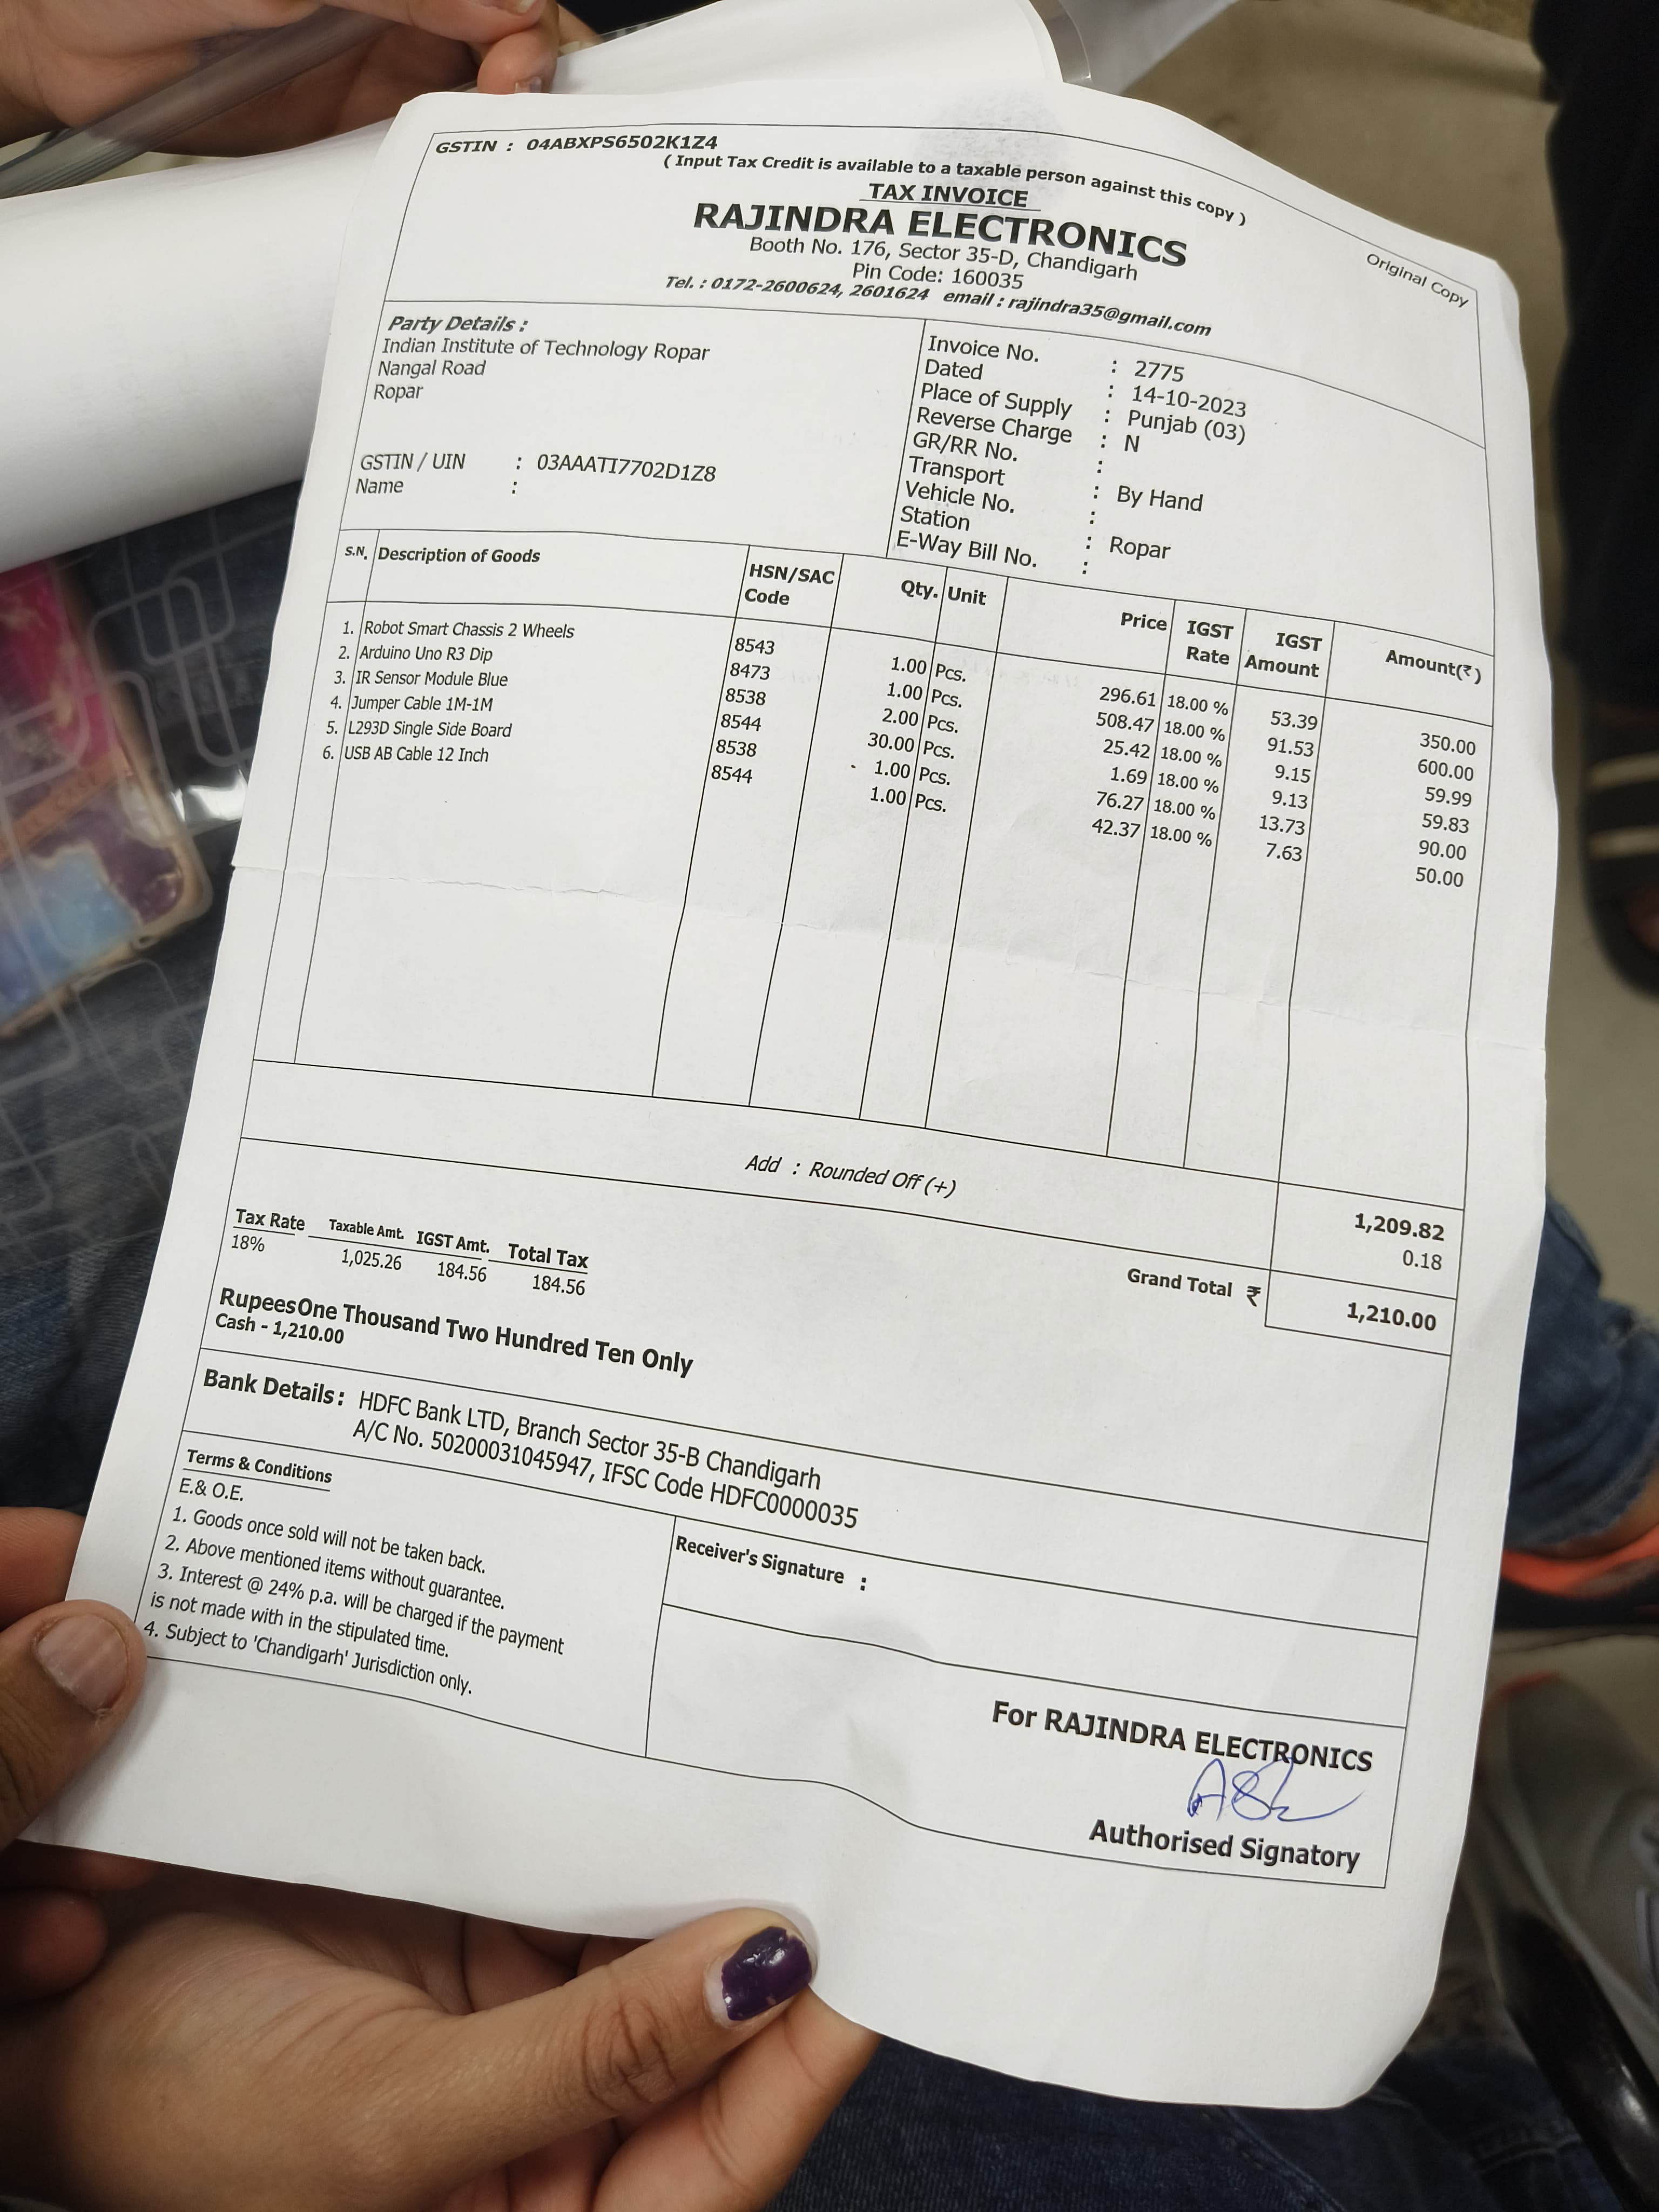 GSTIN : 04ABXPS6502K1Z4
( Input Tax Credit is available to a taxable person against this copy )
TAX INVOICE
RAJINDRA ELECTRONICS
Original Copy
Booth No. 176, Sector 35-D, Chandigarh
Pin Code: 160035
Tel. : 0172-2600624, 2601624 email : rajindra35@gmail.com
Party Details :
Indian Institute of Technology Ropar
Nangal Road
Ropar
GSTIN / UIN : 03AAATI7702D1Z8
Name :
Invoice No. : 2775
Dated : 14-10-2023
Place of Supply : Punjab (03)
Reverse Charge : N
GR/RR No. :
Transport : By Hand
Vehicle No. :
Station : Ropar
E-Way Bill No. :
S.N. Description of Goods HSN/SAC Code Qty. Unit Price IGST Rate IGST Amount Amount(₹)
1. Robot Smart Chassis 2 Wheels 8543 1.00 Pcs. 296.61 18.00 % 53.39 350.00
2. Arduino Uno R3 Dip 8473 1.00 Pcs. 508.47 18.00 % 91.53 600.00
3. IR Sensor Module Blue 8538 2.00 Pcs. 25.42 18.00 % 9.15 59.99
4. Jumper Cable 1M-1M 8544 30.00 Pcs. 1.69 18.00 % 9.13 59.83
5. L293D Single Side Board 8538 1.00 Pcs. 76.27 18.00 % 13.73 90.00
6. USB AB Cable 12 Inch 8544 1.00 Pcs. 42.37 18.00 % 7.63 50.00
1,209.82
Add : Rounded Off (+) 0.18
Grand Total ₹ 1,210.00
Tax Rate Taxable Amt. IGST Amt. Total Tax
18% 1,025.26 184.56 184.56
RupeesOne Thousand Two Hundred Ten Only
Cash - 1,210.00
Bank Details : HDFC Bank LTD, Branch Sector 35-B Chandigarh
A/C No. 50200031045947, IFSC Code HDFC0000035
Terms & Conditions
E.& O.E.
1. Goods once sold will not be taken back.
2. Above mentioned items without guarantee.
3. Interest @ 24% p.a. will be charged if the payment
is not made with in the stipulated time.
4. Subject to 'Chandigarh' Jurisdiction only.
Receiver's Signature :
For RAJINDRA ELECTRONICS
Authorised Signatory